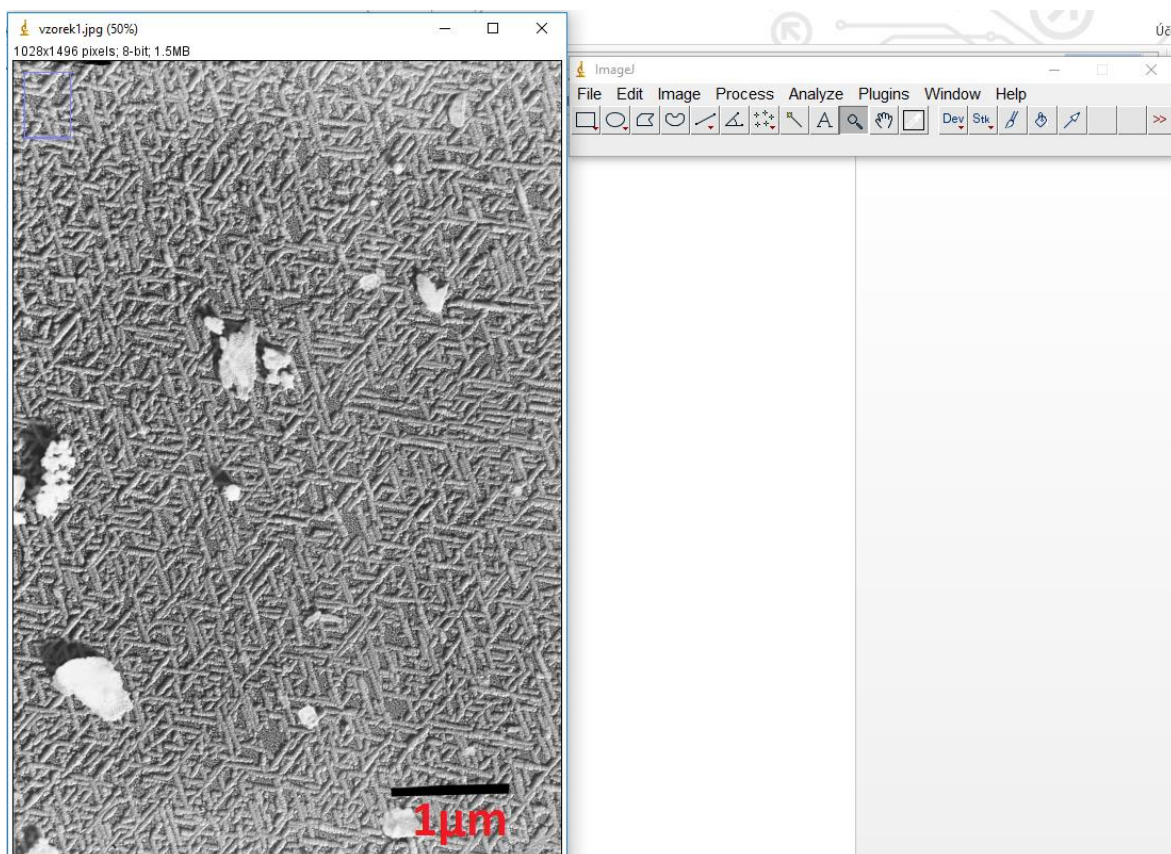 vzorek1.jpg (50%)
1028x1496 pixels; 8-bit; 1.5MB
Úč
ImageJ
File Edit Image Process Analyze Plugins Window Help
A Dev Stk >>
1µm